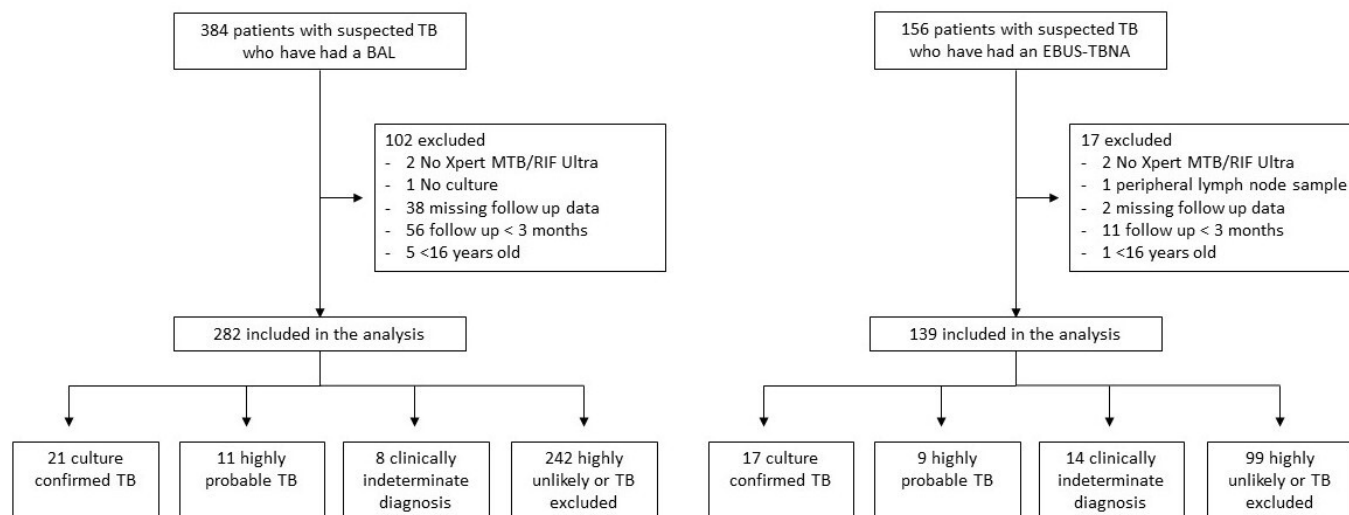 384 patients with suspected TB
who have had a BAL
102 excluded
- 2 No Xpert MTB/RIF Ultra
- 1 No culture
- 38 missing follow up data
- 56 follow up < 3 months
- 5 <16 years old
282 included in the analysis
21 culture
confirmed TB
11 highly
probable TB
8 clinically
indeterminate
diagnosis
242 highly
unlikely or TB
excluded
156 patients with suspected TB
who have had an EBUS-TBNA
17 excluded
- 2 No Xpert MTB/RIF Ultra
- 1 peripheral lymph node sample
- 2 missing follow up data
- 11 follow up < 3 months
- 1 <16 years old
139 included in the analysis
17 culture
confirmed TB
9 highly
probable TB
14 clinically
indeterminate
diagnosis
99 highly
unlikely or TB
excluded